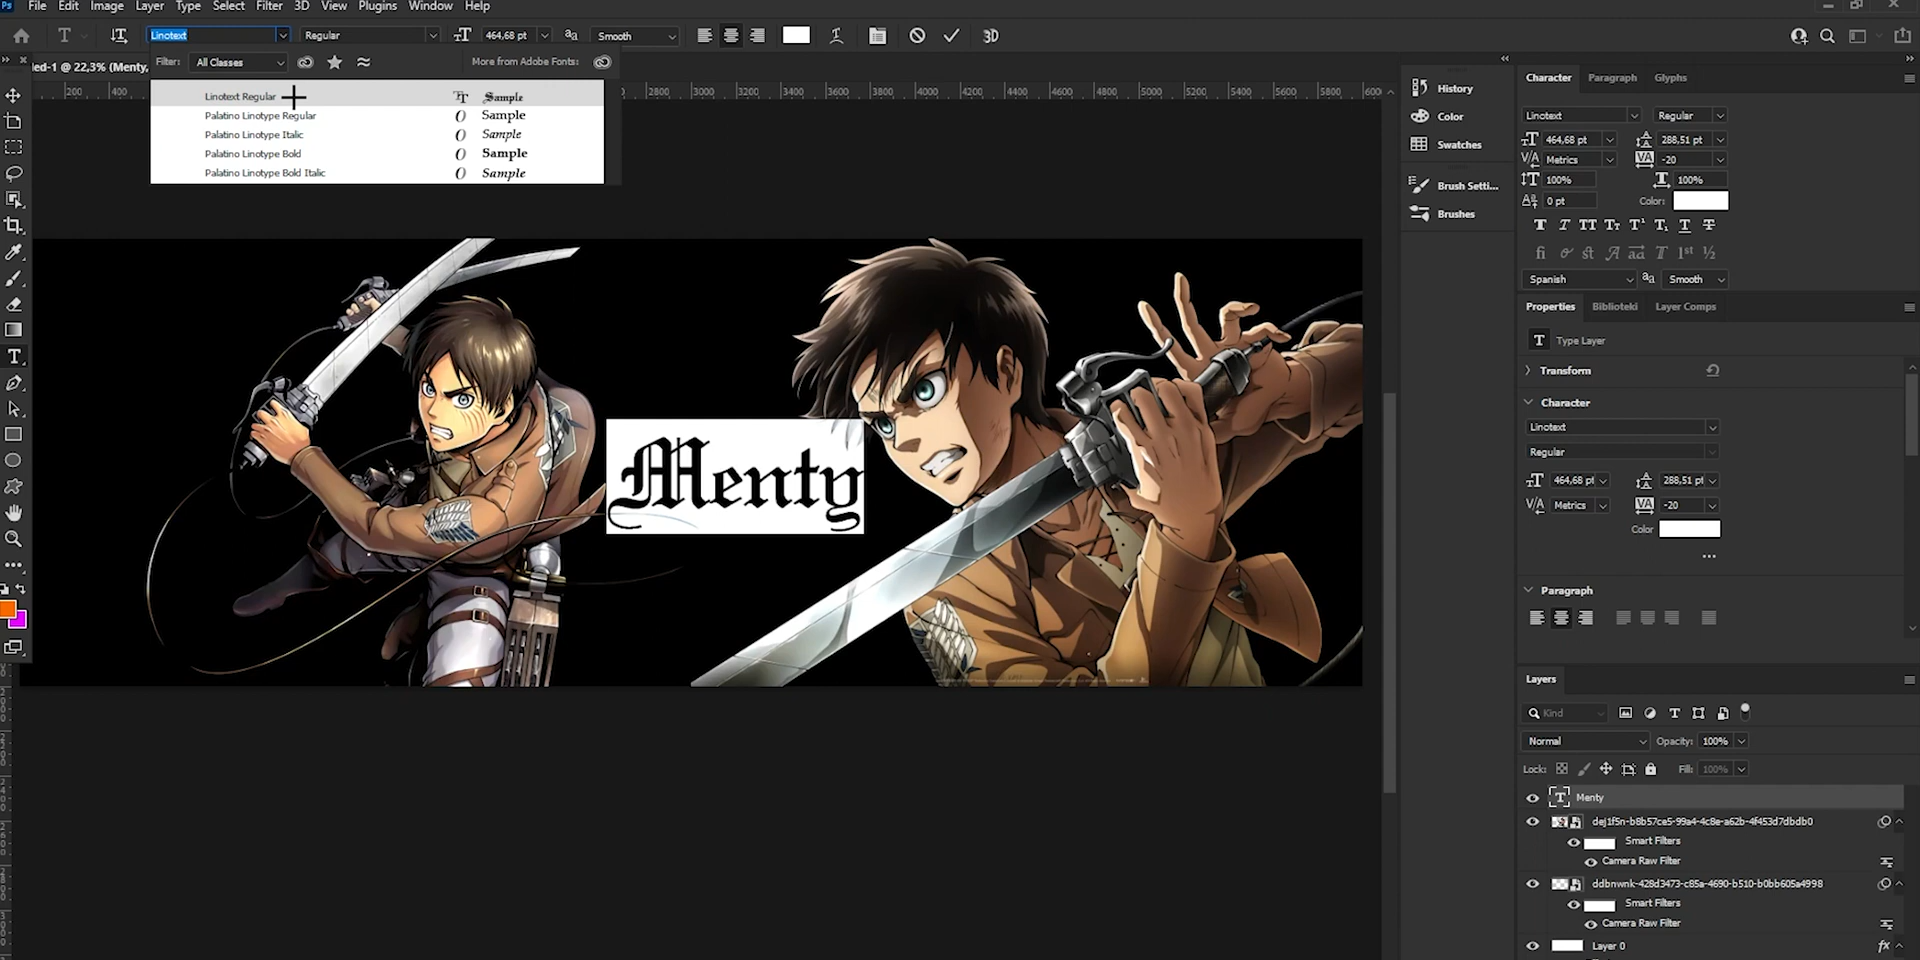 File Edit Image Layer Type Select Filter 3D View Plugins Window Help
Linotext Regular 464,68 pt Smooth 3D
Filter: All Classes More from Adobe Fonts:
led-1 @ 22,3% (Menty,
Linotext Regular Sample
Palatino Linotype Regular Sample
Palatino Linotype Italic Sample
Palatino Linotype Bold Sample
Palatino Linotype Bold Italic Sample
200 400 2800 3000 3200 3400 3600 3800 4000 4200 4400 4600 4800 5000 5200 5400 5600 5800 6000
Menty
History
Color
Swatches
Brush Setti...
Brushes
Character Paragraph Glyphs
Linotext Regular
464,68 pt 288,51 pt
Metrics -20
100% 100%
0 pt Color:
Spanish Smooth
Properties Biblioteki Layer Comps
Type Layer
Transform
Character
Linotext
Regular
464,68 pt 288,51 pt
Metrics -20
Color
Paragraph
Layers
Kind
Normal Opacity: 100%
Lock: Fill: 100%
Menty
dej1f5n-b8b57ce5-99a4-4c8e-a62b-4f453d7dbdb0
Smart Filters
Camera Raw Filter
ddbnwnk-428d3473-c85a-4690-b510-b0bb605a4998
Smart Filters
Camera Raw Filter
Layer 0 fx